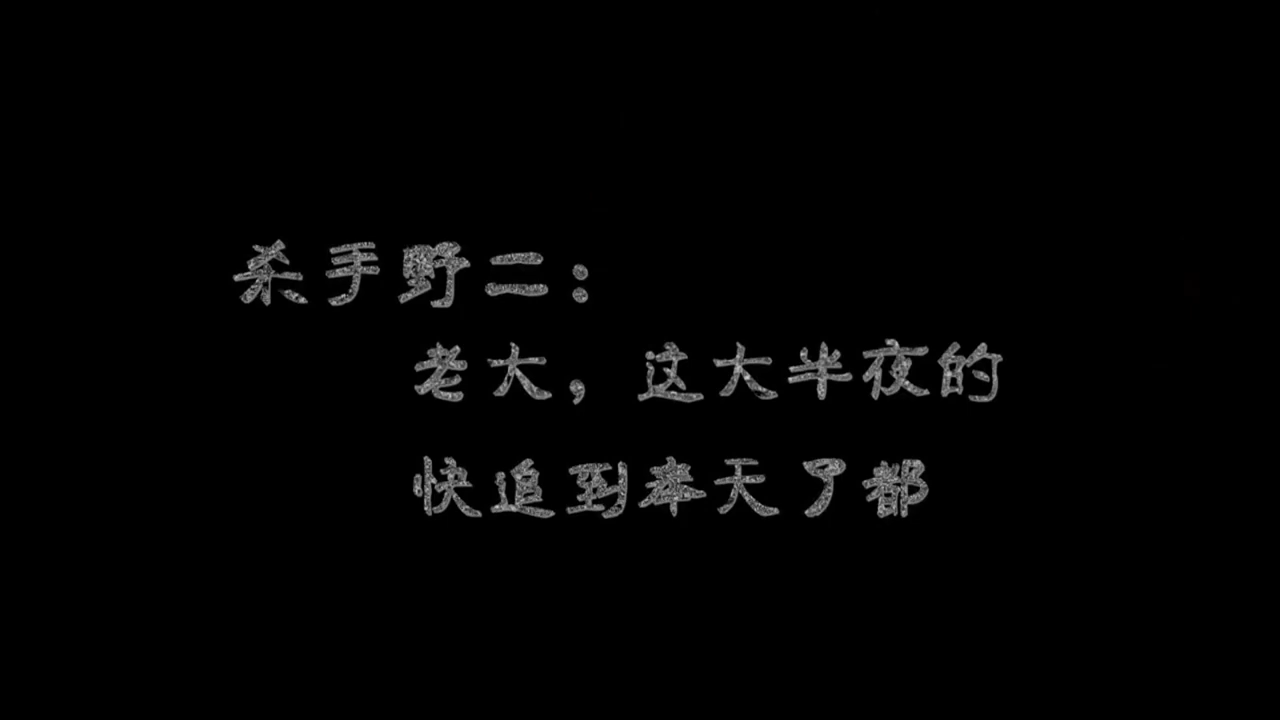 杀手野二：
老大，这大半夜的
快追到奉天了都